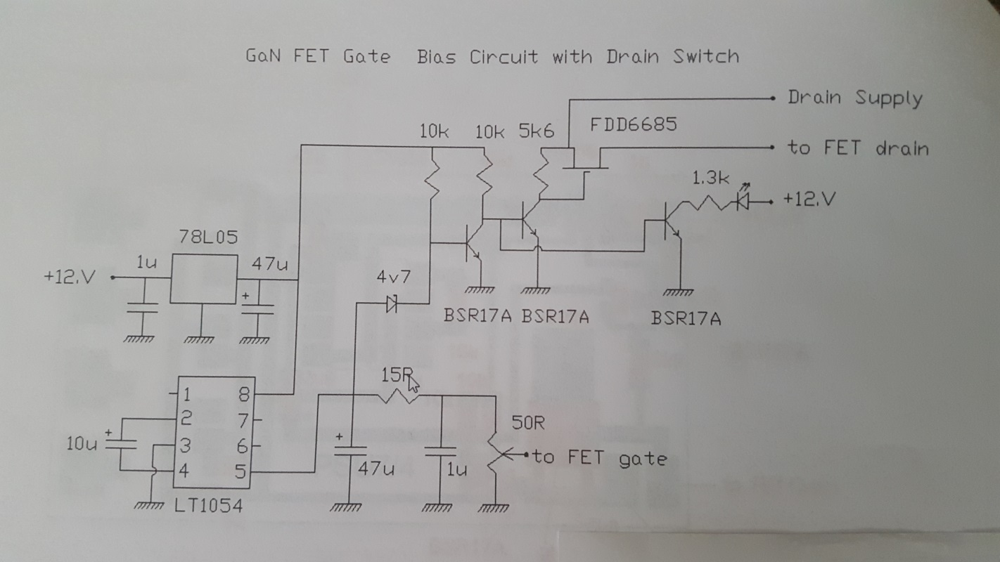 GaN FET Gate Bias Circuit with Drain Switch
Drain Supply
10k 10k 5k6 FDD6685
to FET drain
1.3k
+12.V
78L05
1u 47u
+12.V
4v7
+
BSR17A BSR17A BSR17A
15R
1 8
2 7
50R
+
10u
3 6
+
to FET gate
4 5
47u 1u
LT1054